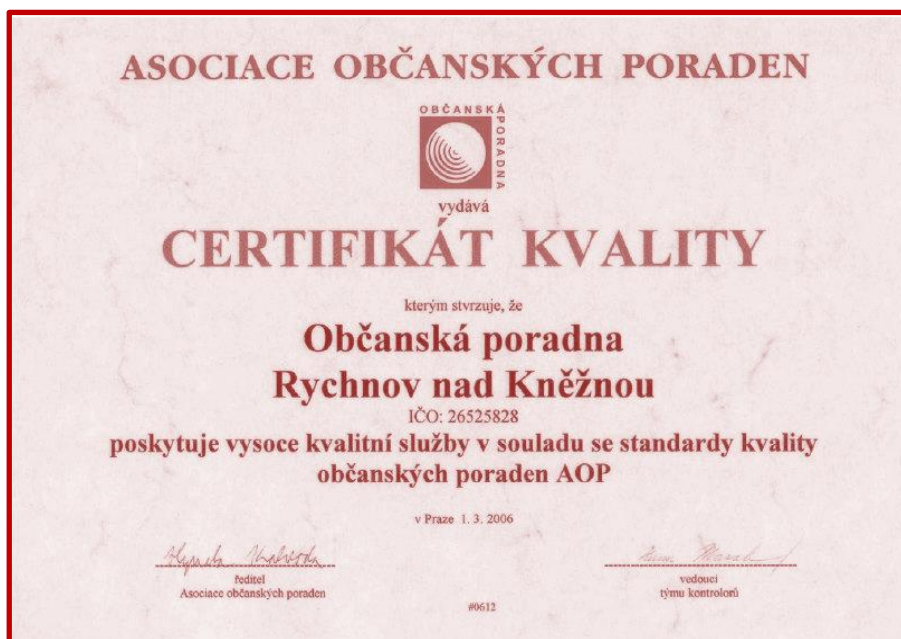 ASOCIACE OBČANSKÝCH PORADEN
OBČANSKÁ
PORADNA
vydává
CERTIFIKÁT KVALITY
kterým stvrzuje, že
Občanská poradna
Rychnov nad Kněžnou
IČO: 26525828
poskytuje vysoce kvalitní služby v souladu se standardy kvality
občanských poraden AOP
v Praze 1. 3. 2006
ředitel
Asociace občanských poraden
vedoucí
týmu kontrolorů
#0612